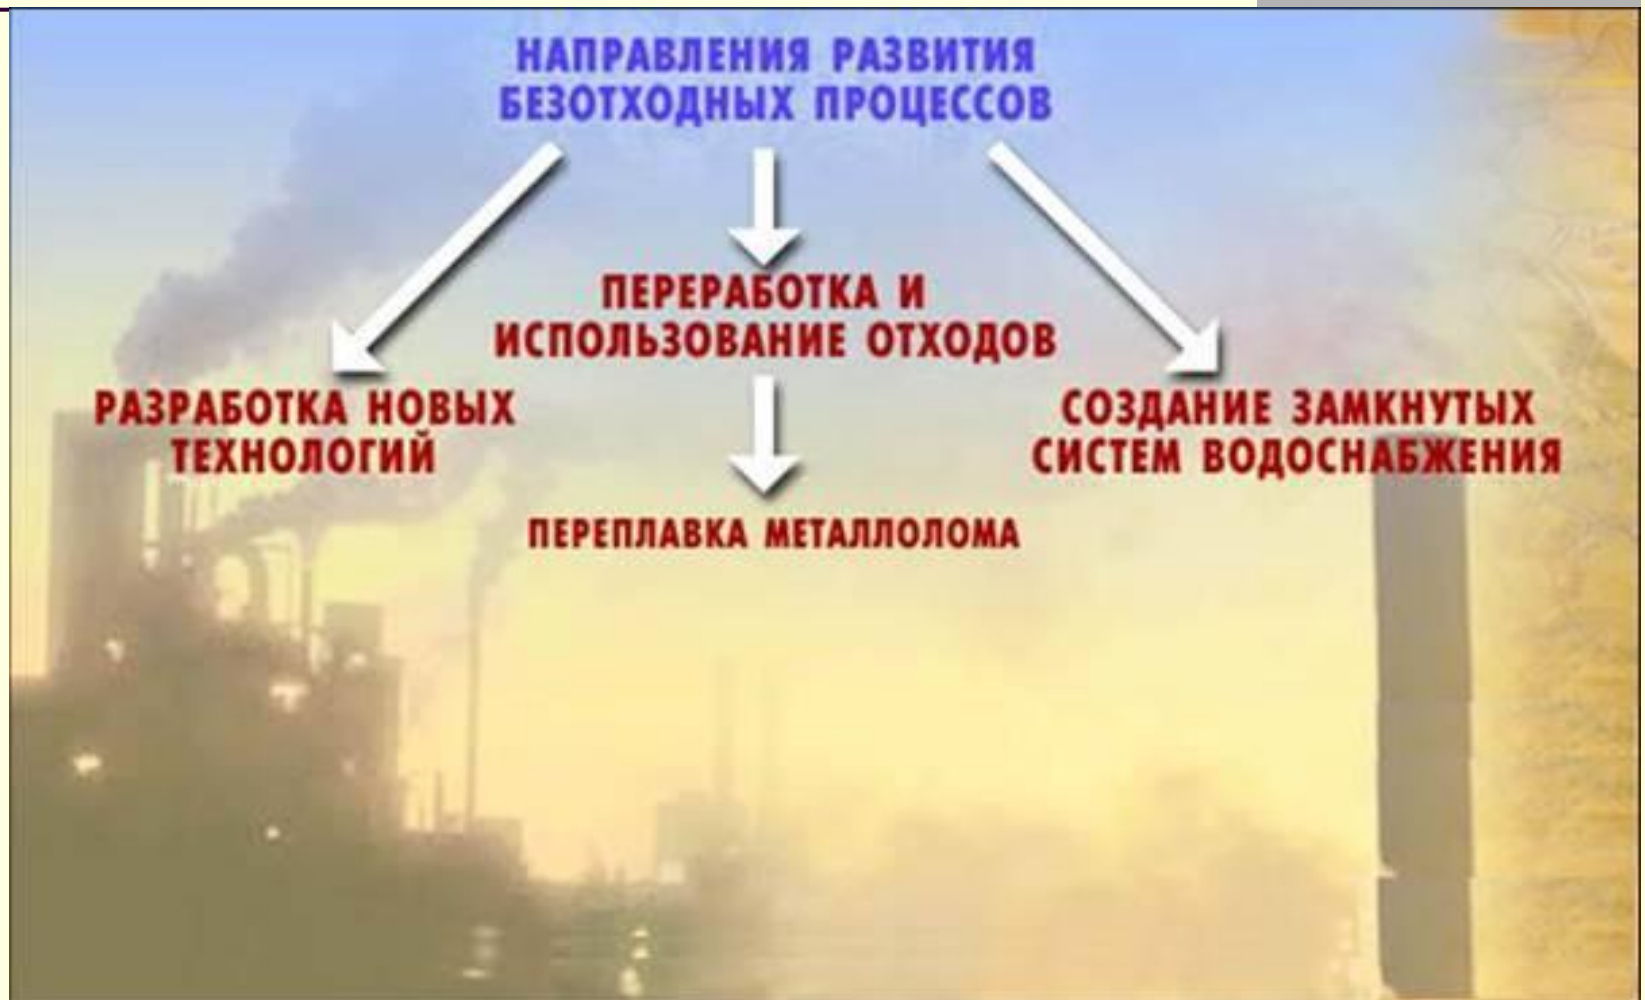 НАПРАВЛЕНИЯ РАЗВИТИЯ
БЕЗОТХОДНЫХ ПРОЦЕССОВ
ПЕРЕРАБОТКА И
ИСПОЛЬЗОВАНИЕ ОТХОДОВ
РАЗРАБОТКА НОВЫХ
ТЕХНОЛОГИЙ
СОЗДАНИЕ ЗАМКНУТЫХ
СИСТЕМ ВОДОСНАБЖЕНИЯ
ПЕРЕПЛАВКА МЕТАЛЛОЛОМА